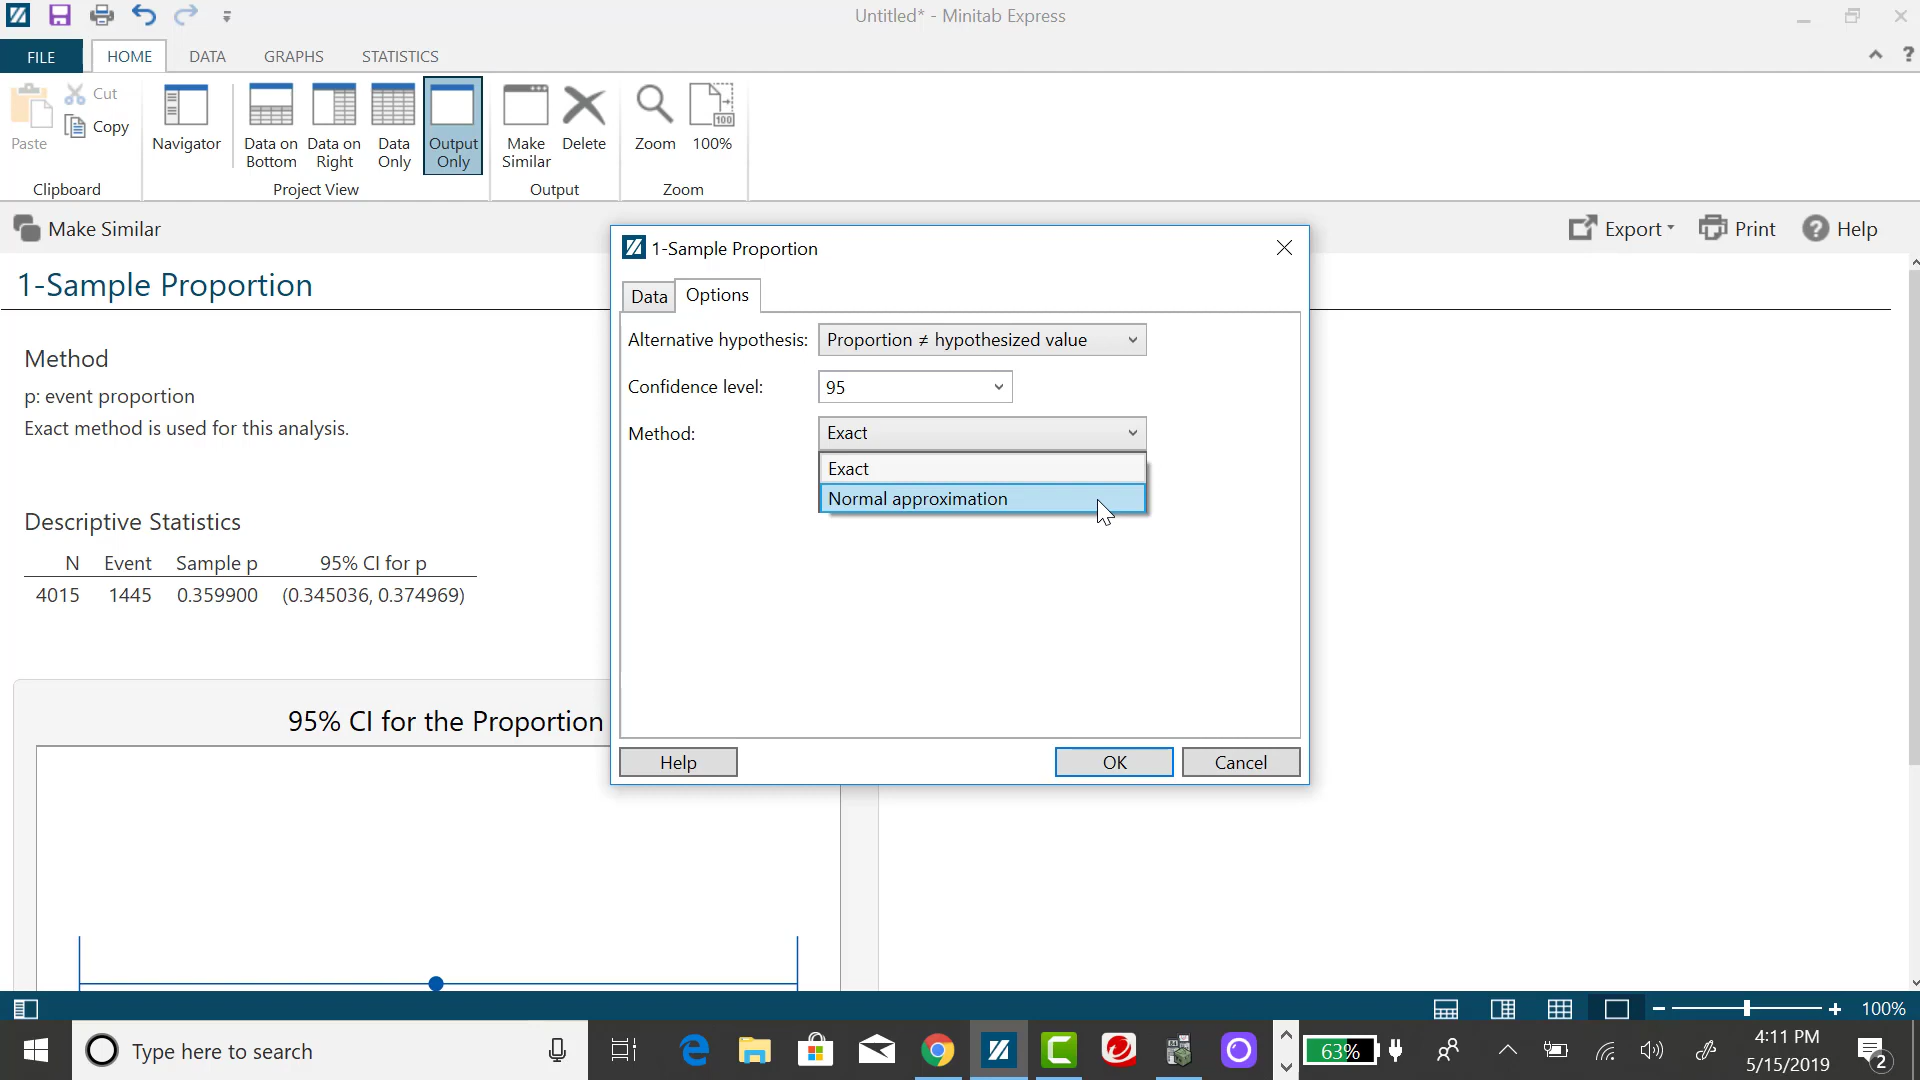 Untitled* - Minitab Express
FILE HOME DATA GRAPHS STATISTICS
?
Paste
Cut
Copy
Clipboard
Navigator
Data on
Bottom
Data on
Right
Data
Only
Output
Only
Project View
Make
Similar
Delete
Output
Zoom
100
100%
Zoom
Make Similar
Export
Print
? Help
1-Sample Proportion
Method
p: event proportion
Exact method is used for this analysis.
Descriptive Statistics
N Event Sample p 95% CI for p
4015 1445 0.359900 (0.345036, 0.374969)
95% CI for the Proportion
1-Sample Proportion
Data Options
Alternative hypothesis: Proportion ≠ hypothesized value
Confidence level: 95
Method: Exact
Exact
Normal approximation
Help OK Cancel
100%
Type here to search
63%
4:11 PM
5/15/2019
2